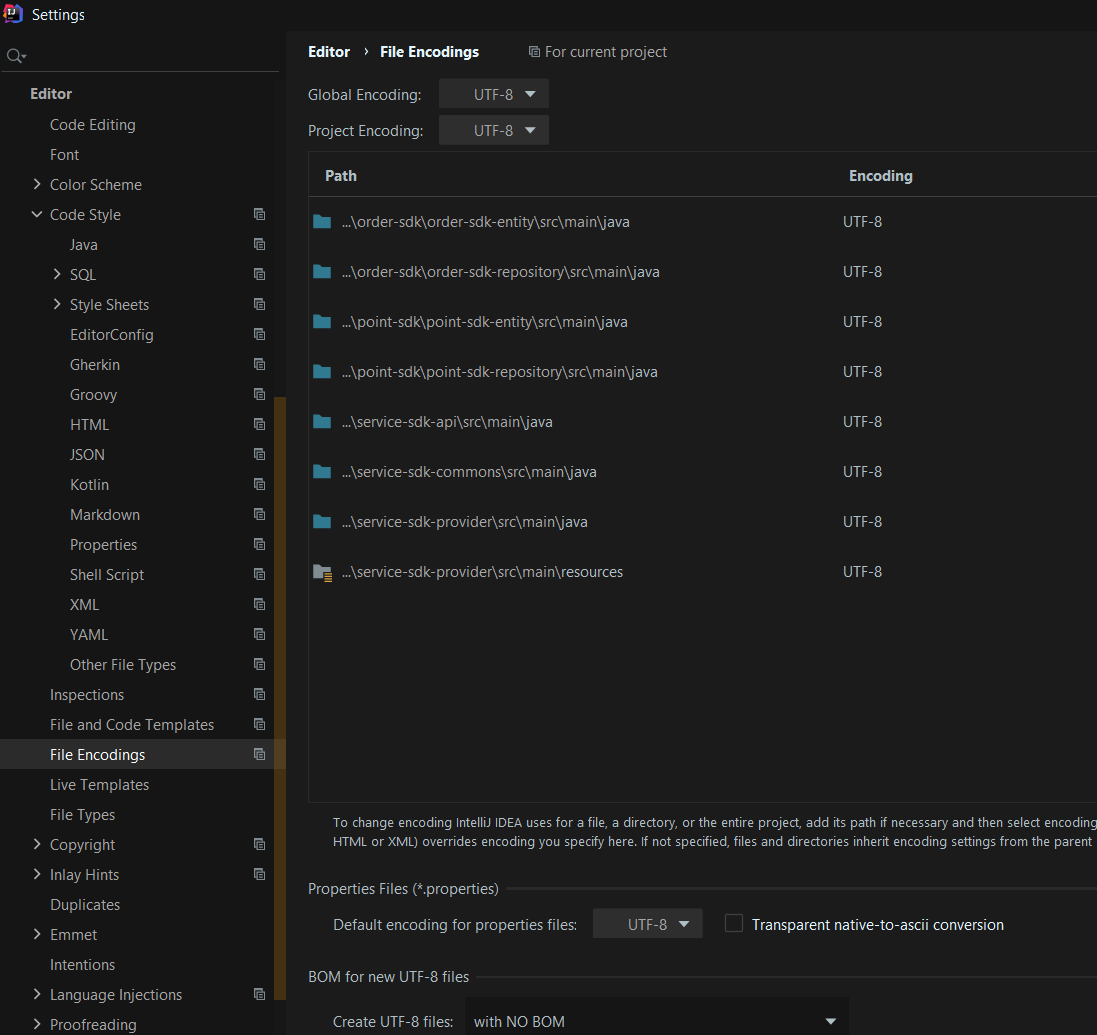 Settings
Editor
Code Editing
Font
Color Scheme
Code Style
Java
SQL
Style Sheets
EditorConfig
Gherkin
Groovy
HTML
JSON
Kotlin
Markdown
Properties
Shell Script
XML
YAML
Other File Types
Inspections
File and Code Templates
File Encodings
Live Templates
File Types
Copyright
Inlay Hints
Duplicates
Emmet
Intentions
Language Injections
Proofreading
Editor › File Encodings For current project
Global Encoding: UTF-8
Project Encoding: UTF-8
Path Encoding
...\order-sdk\order-sdk-entity\src\main\java UTF-8
...\order-sdk\order-sdk-repository\src\main\java UTF-8
...\point-sdk\point-sdk-entity\src\main\java UTF-8
...\point-sdk\point-sdk-repository\src\main\java UTF-8
...\service-sdk-api\src\main\java UTF-8
...\service-sdk-commons\src\main\java UTF-8
...\service-sdk-provider\src\main\java UTF-8
...\service-sdk-provider\src\main\resources UTF-8
To change encoding IntelliJ IDEA uses for a file, a directory, or the entire project, add its path if necessary and then select encoding
HTML or XML) overrides encoding you specify here. If not specified, files and directories inherit encoding settings from the parent
Properties Files (*.properties)
Default encoding for properties files: UTF-8 Transparent native-to-ascii conversion
BOM for new UTF-8 files
Create UTF-8 files: with NO BOM